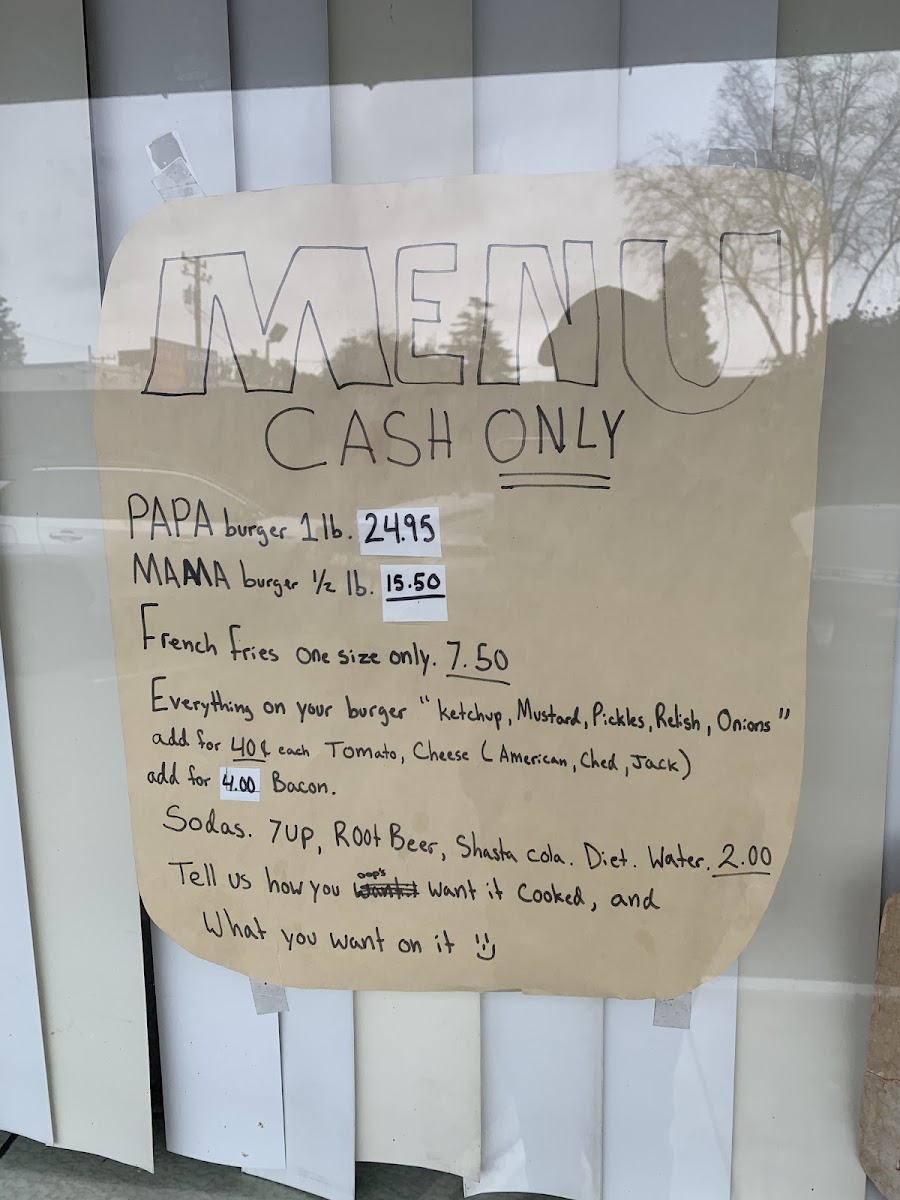 MENU
CASH ONLY
PAPA burger 1 lb. 24.95
MAMA burger 1/2 lb. 15.50
French Fries One size only. 7.50
Everything on your burger "Ketchup, Mustard, Pickles, Relish, Onions"
add for 40¢ each Tomato, Cheese (American, Ched, Jack)
add for 4.00 Bacon.
Sodas. 7UP, Root Beer, Shasta cola. Diet. Water. 2.00
Tell us how you oop's want it Cooked, and
What you want on it